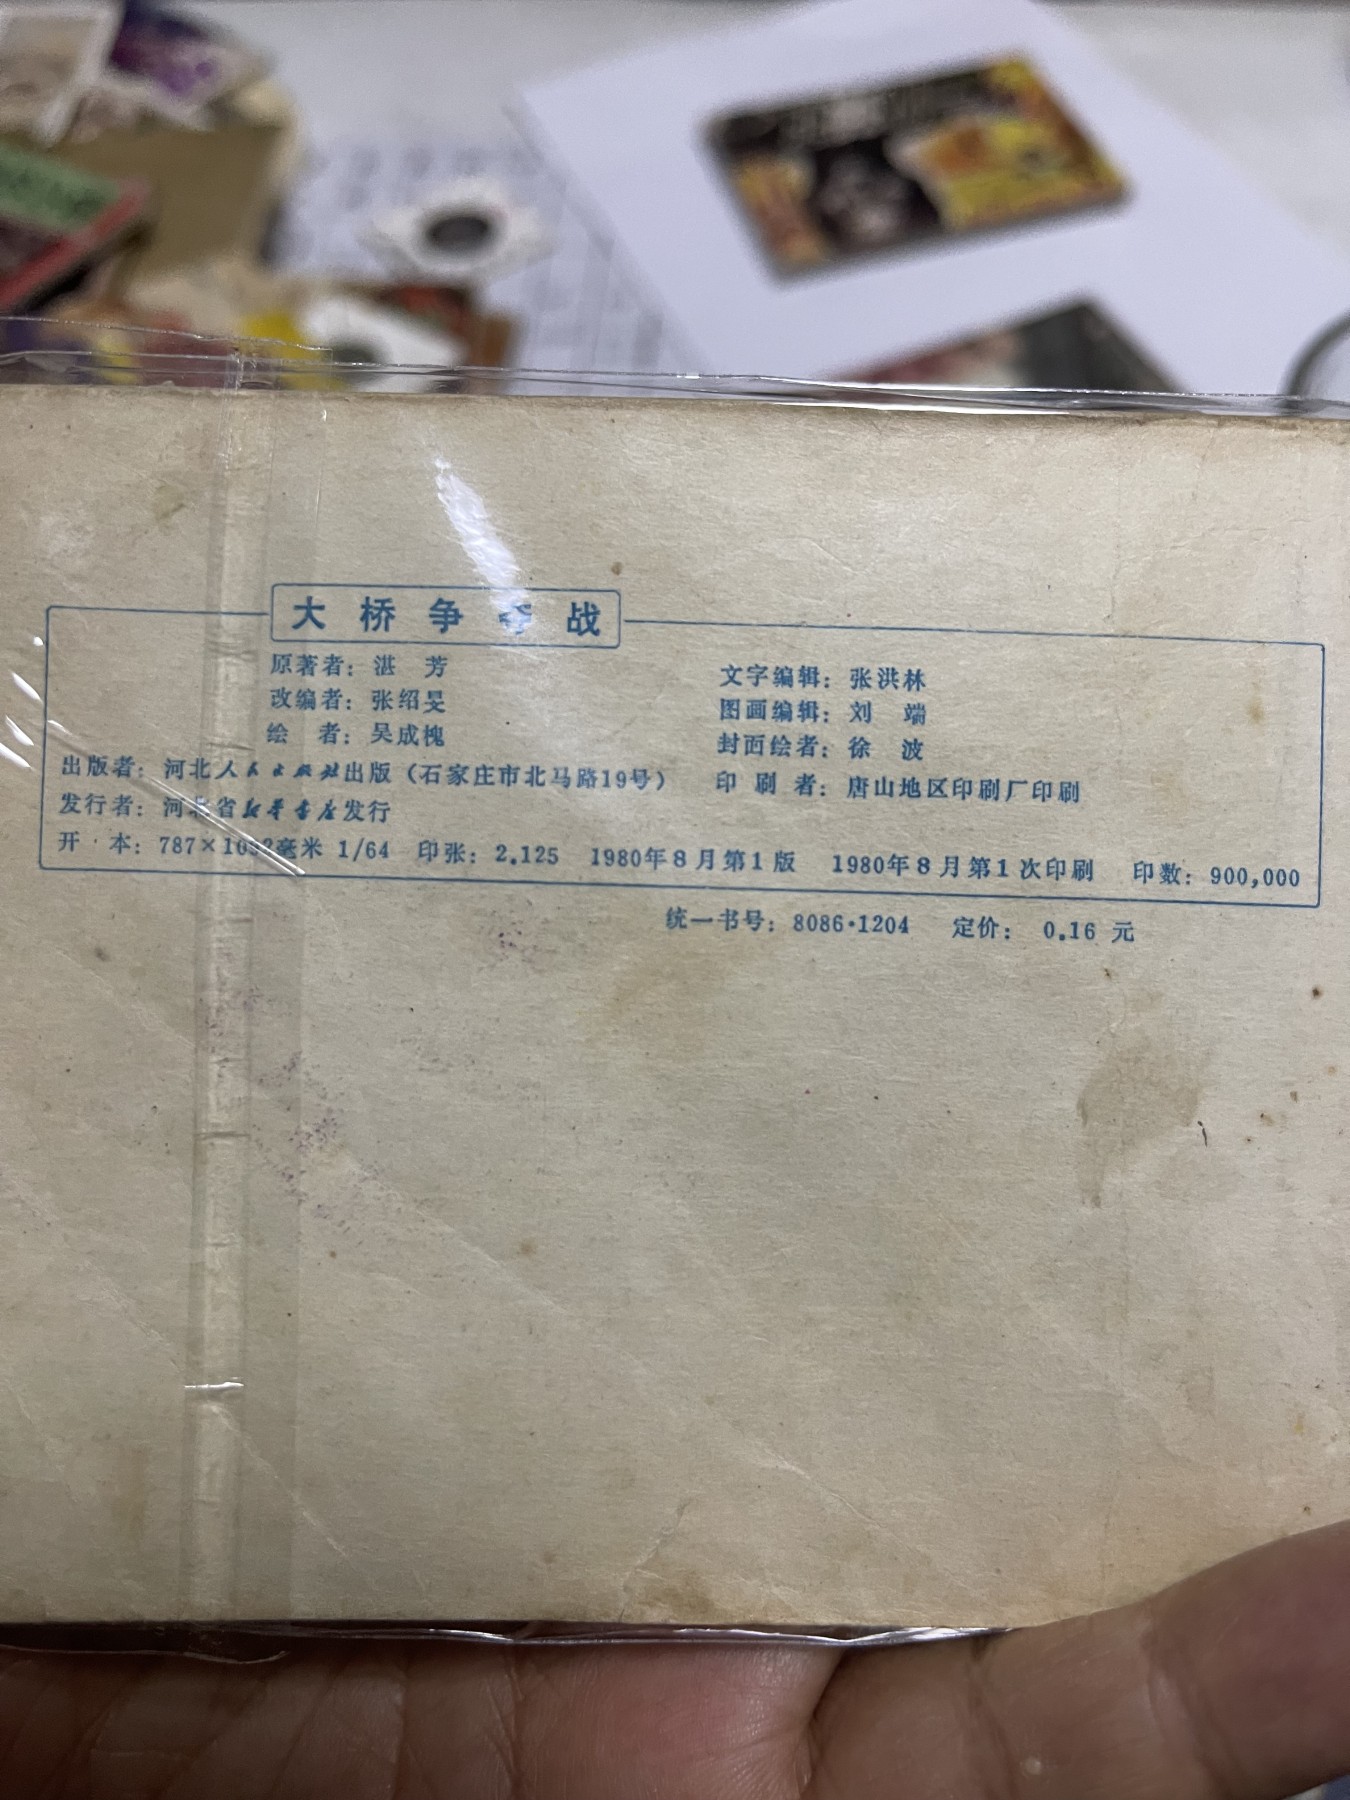 大桥争夺战
原著者：湛 芳
改编者：张绍旻
绘 者：吴成槐
文字编辑：张洪林
图画编辑：刘 端
封面绘者：徐 波
印 刷 者：唐山地区印刷厂印刷
出版者：河北人民出版社出版（石家庄市北马路19号）
发行者：河北省新华书店发行
开 本：787×1092毫米 1/64 印张：2.125 1980年8月第1版 1980年8月第1次印刷 印数：900,000
统一书号：8086·1204 定价： 0.16 元